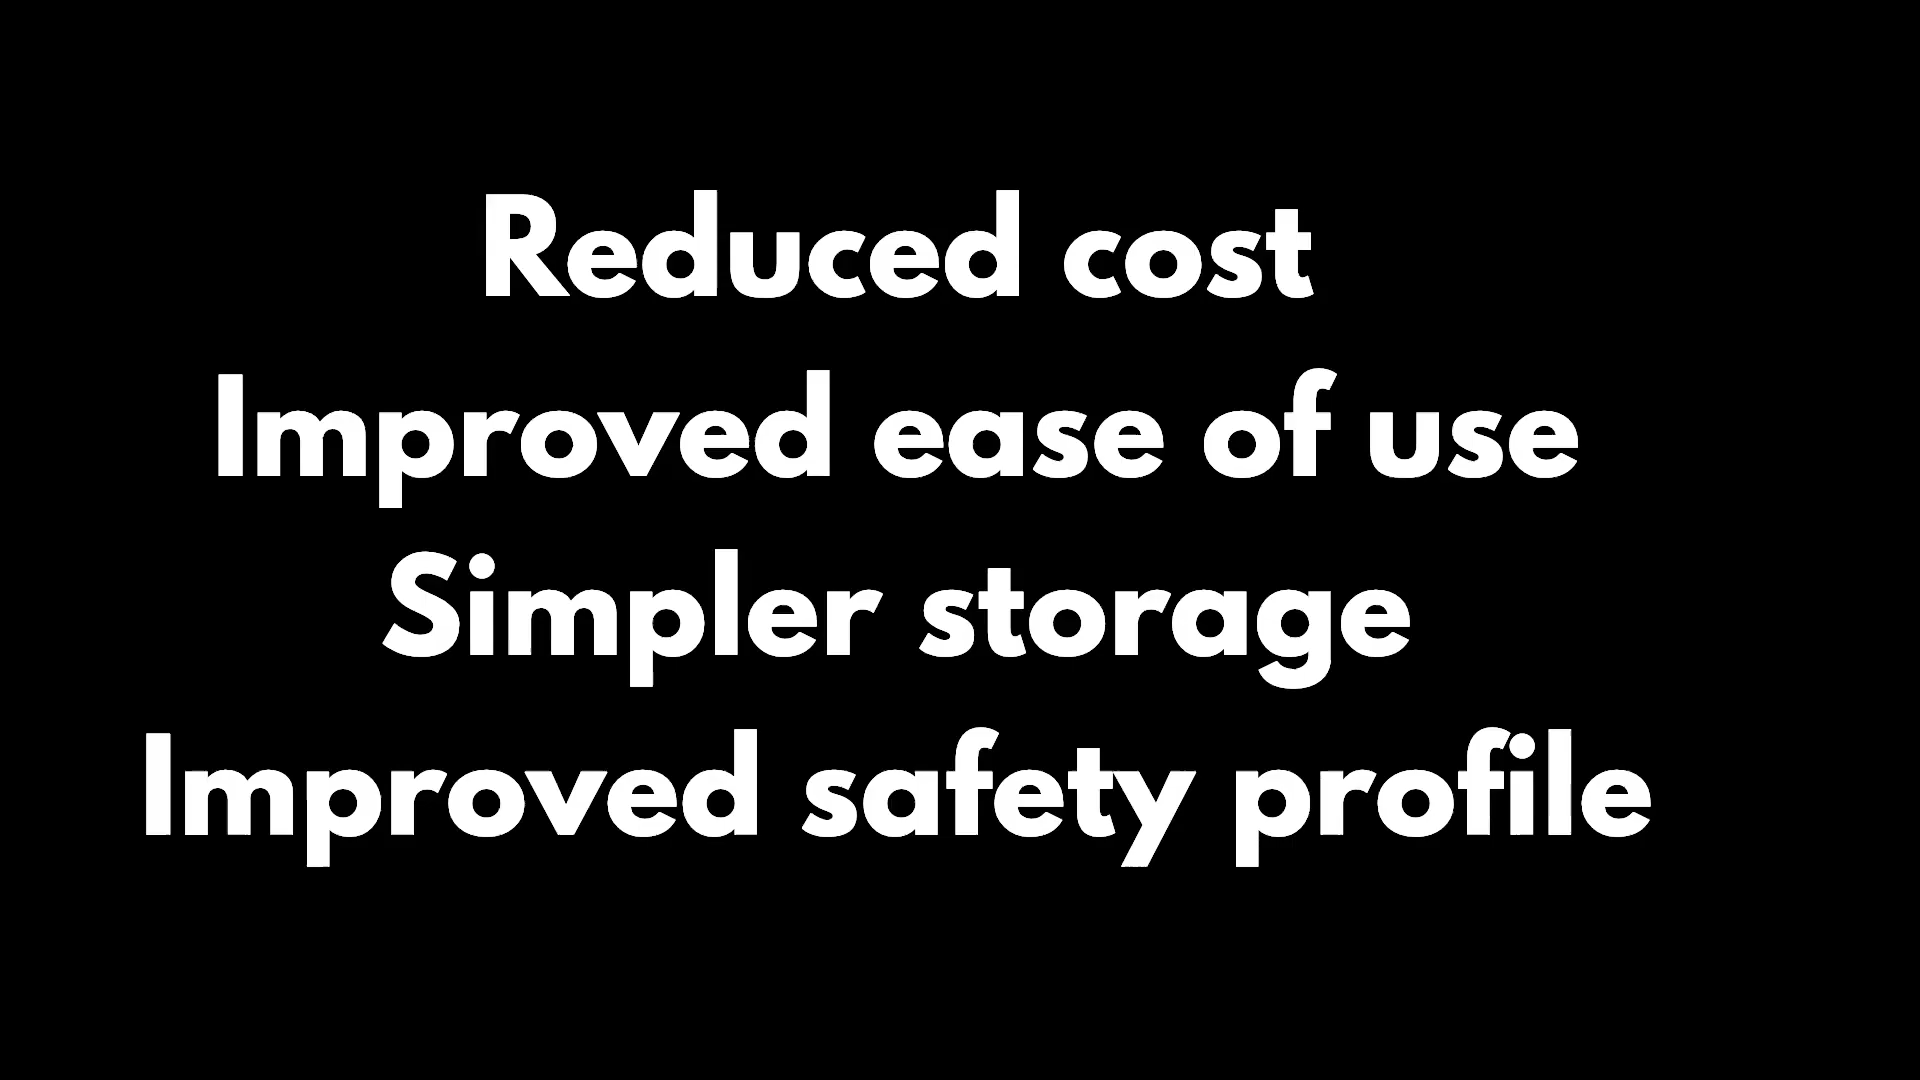 Reduced cost
Improved ease of use
Simpler storage
Improved safety profile